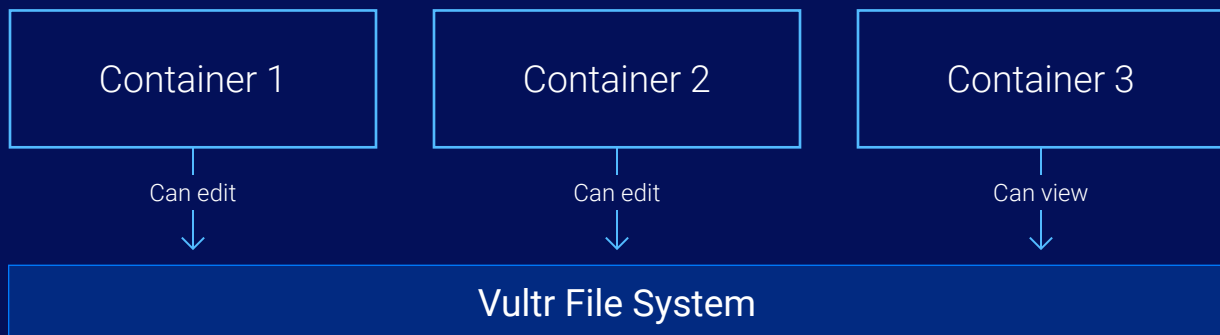 Container 1
Container 2
Container 3
Can edit
Can edit
Can view
Vultr File System